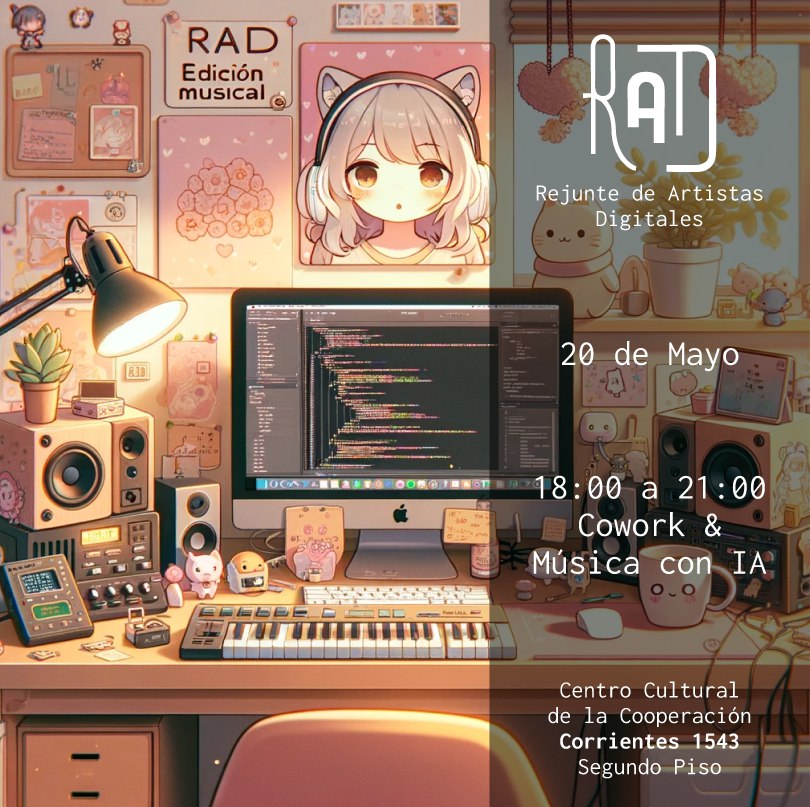 RAD
Edición
musical
RAD
Rejunte de Artistas
Digitales
20 de Mayo
18:00 a 21:00
Cowork &
Música con IA
Centro Cultural
de la Cooperación
Corrientes 1543
Segundo Piso